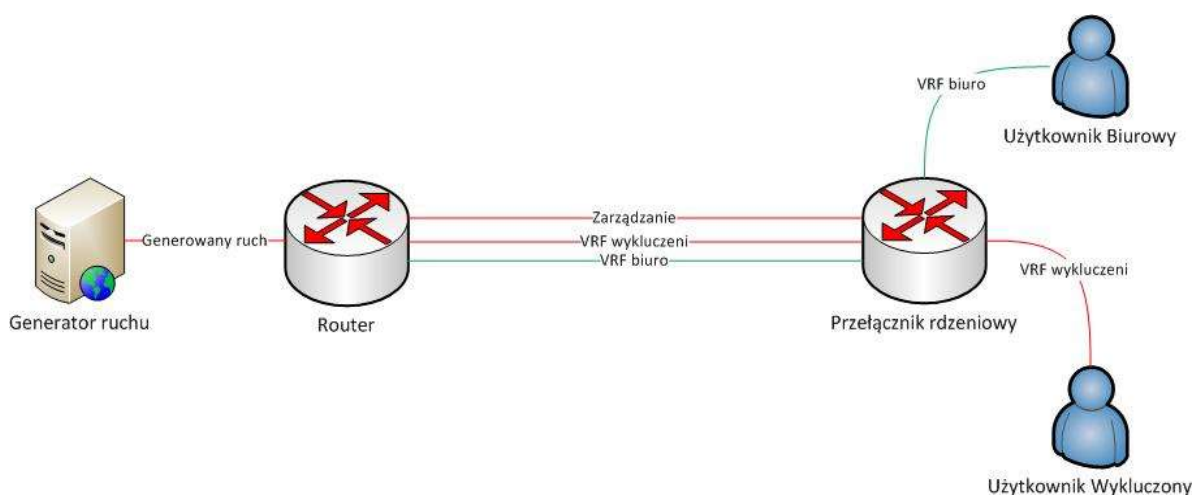 VRF biuro
Użytkownik Biurowy
Generowany ruch
Zarządzanie
VRF wykluczeni
VRF biuro
VRF wykluczeni
Generator ruchu
Router
Przełącznik rdzeniowy
Użytkownik Wykluczony